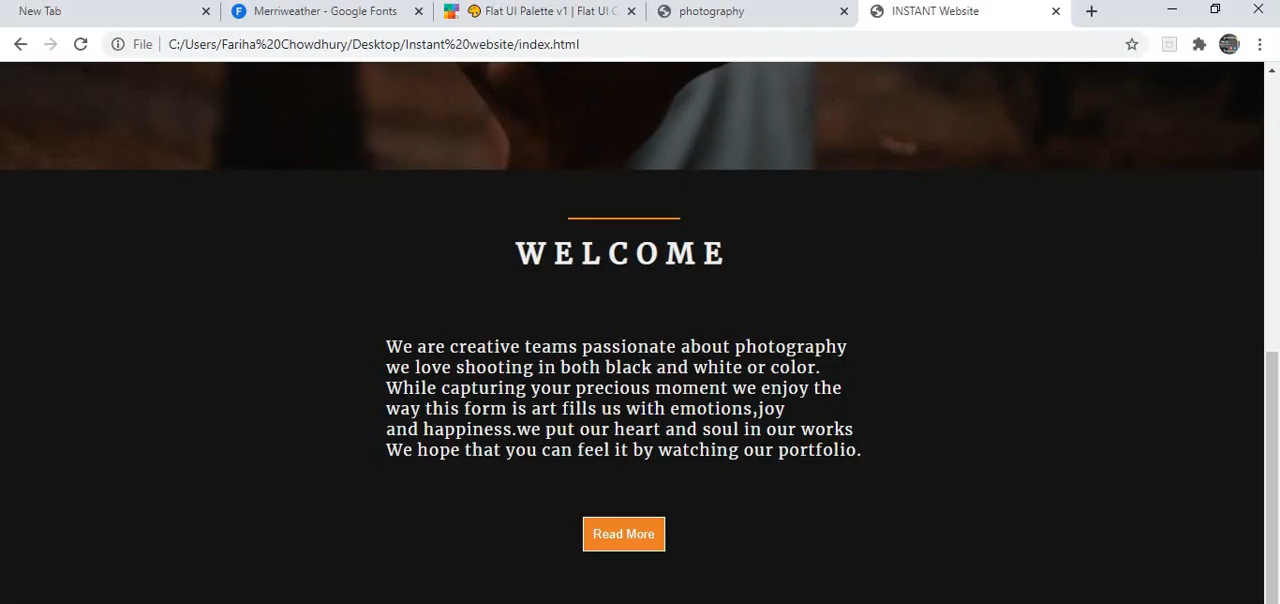 New Tab
Merriweather - Google Fonts
Flat UI Palette v1 | Flat UI C
photography
INSTANT Website
File
C:/Users/Fariha%20Chowdhury/Desktop/Instant%20website/index.html
WELCOME
We are creative teams passionate about photography
we love shooting in both black and white or color.
While capturing your precious moment we enjoy the
way this form is art fills us with emotions,joy
and happiness.we put our heart and soul in our works
We hope that you can feel it by watching our portfolio.
Read More